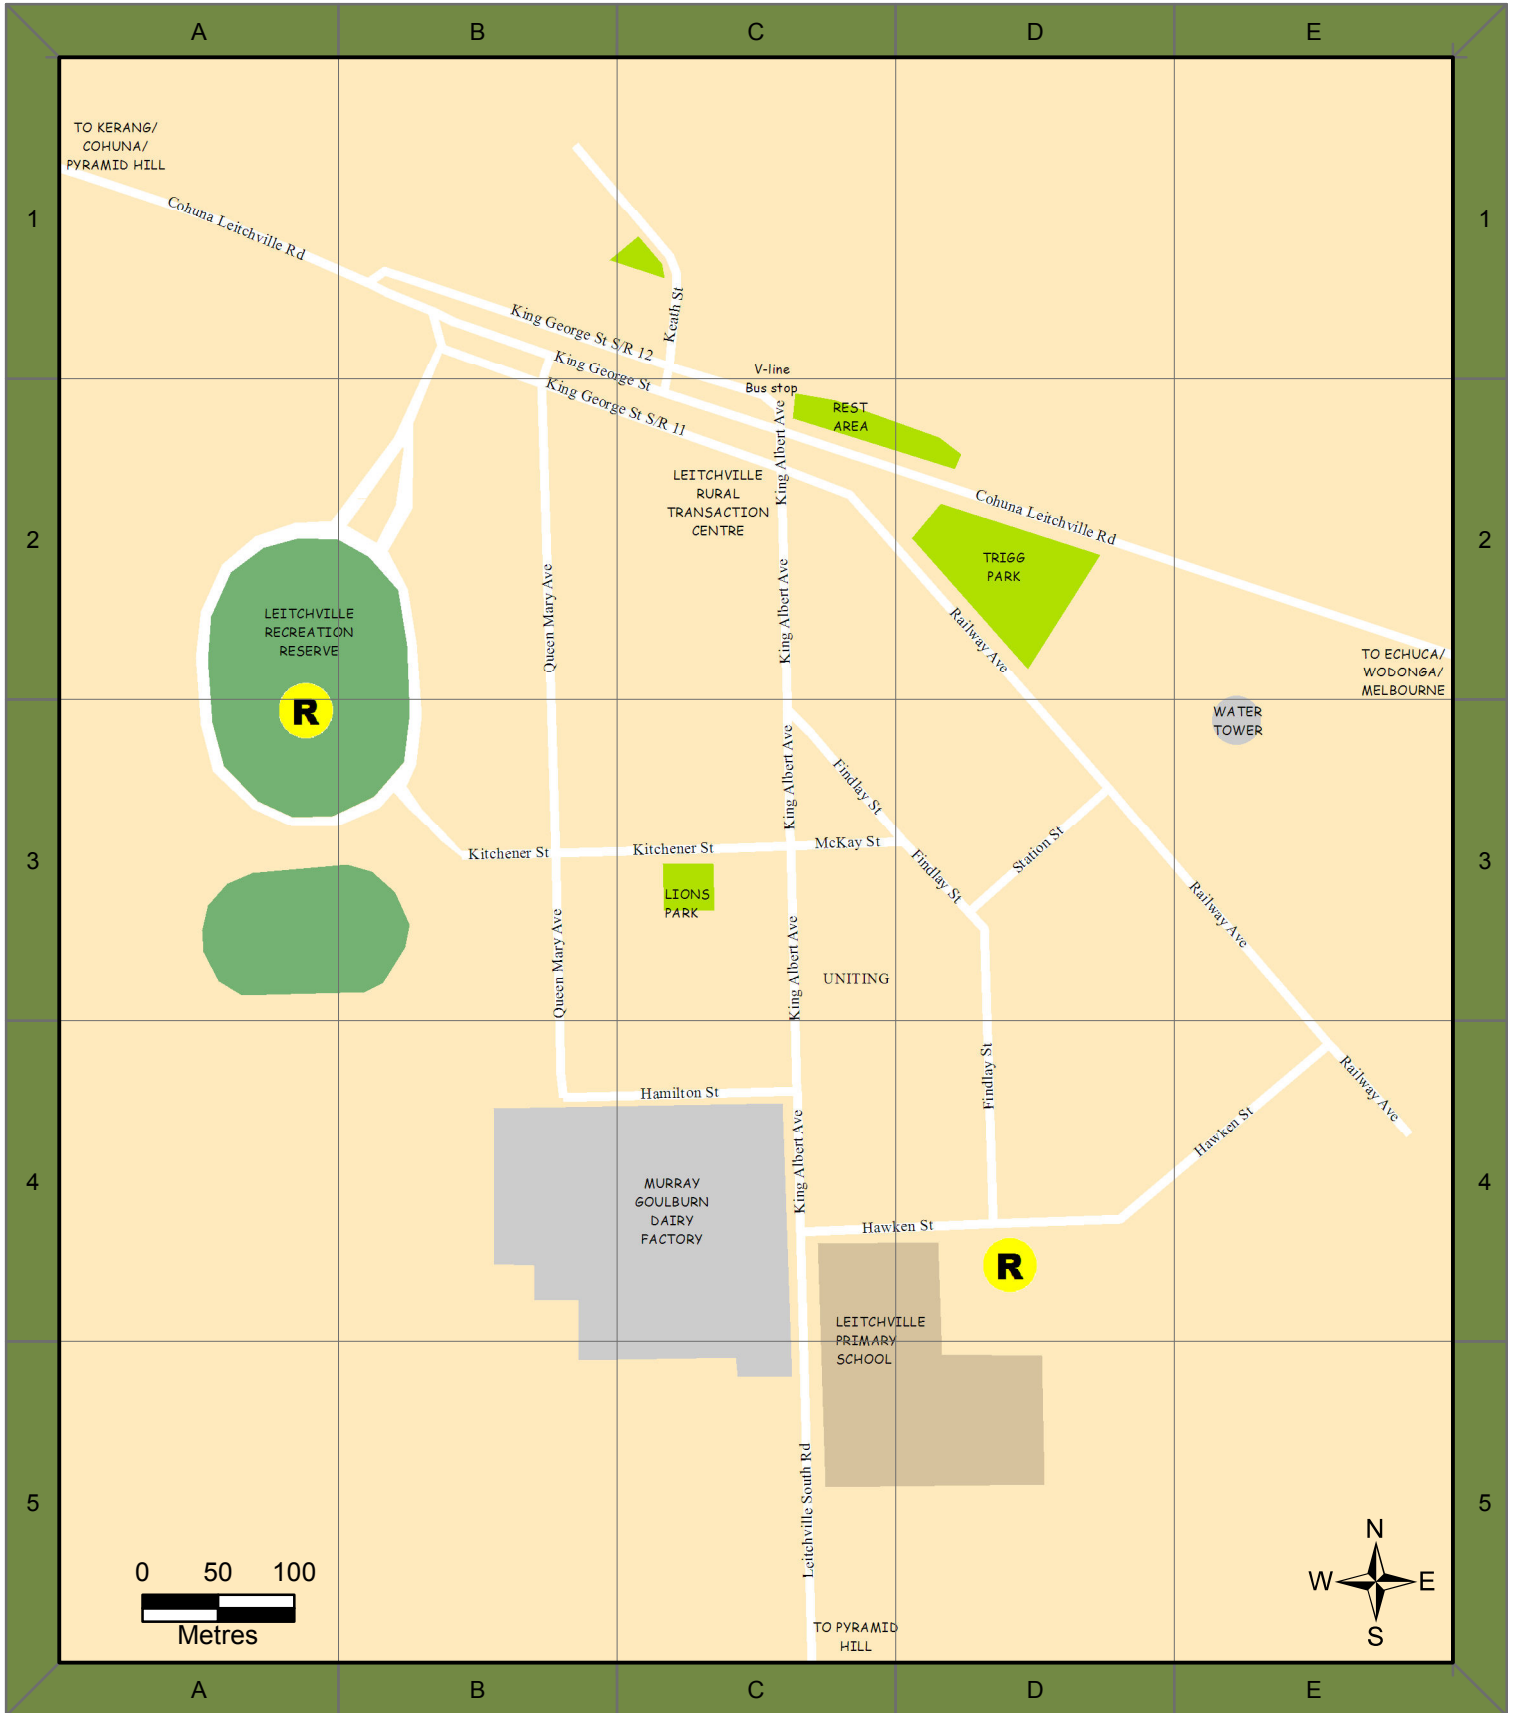 A B C D E
TO KERANG/
COHUNA/
PYRAMID HILL
1
1
Cohuna Leitchville Rd
King George St S/R 12
Keath St
King George St
V-line
Bus stop
King George St S/R 11
King Albert Ave
REST
AREA
LEITCHVILLE
RURAL
TRANSACTION
CENTRE
Cohuna Leitchville Rd
2
2
TRIGG
PARK
Queen Mary Ave
King Albert Ave
LEITCHVILLE
RECREATION
RESERVE
Railway Ave
TO ECHUCA/
WODONGA/
MELBOURNE
R
WATER
TOWER
King Albert Ave
Findlay St
Kitchener St
Kitchener St
McKay St
Station St
3
3
Findlay St
LIONS
PARK
Railway Ave
Queen Mary Ave
King Albert Ave
UNITING
Findlay St
Railway Ave
Hamilton St
Hawken St
King Albert Ave
4
4
MURRAY
GOULBURN
DAIRY
FACTORY
Hawken St
R
LEITCHVILLE
PRIMARY
SCHOOL
Leitchville South Rd
5
5
N
W E
S
0 50 100
Metres
TO PYRAMID
HILL
A B C D E